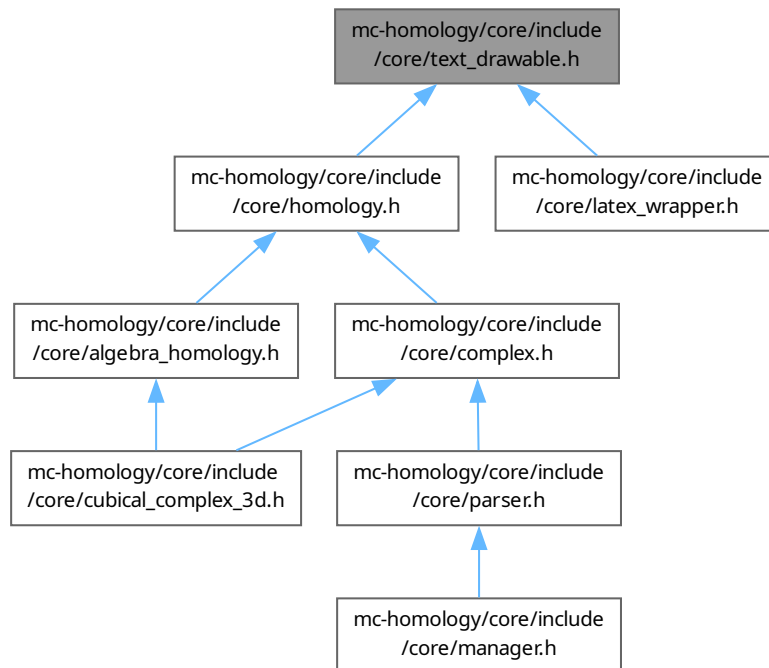 mc-homology/core/include
/core/text_drawable.h
mc-homology/core/include
/core/homology.h
mc-homology/core/include
/core/latex_wrapper.h
mc-homology/core/include
/core/algebra_homology.h
mc-homology/core/include
/core/complex.h
mc-homology/core/include
/core/cubical_complex_3d.h
mc-homology/core/include
/core/parser.h
mc-homology/core/include
/core/manager.h